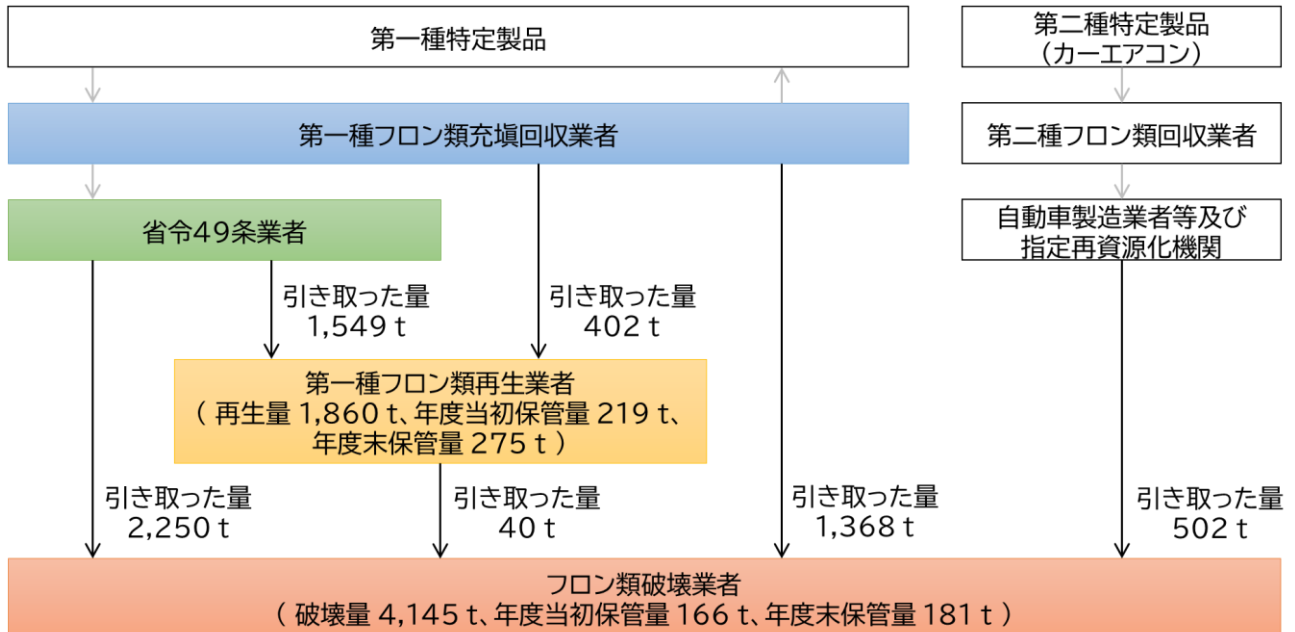 第一種特定製品
第二種特定製品
（カーエアコン）
第一種フロン類充塡回収業者
第二種フロン類回収業者
省令49条業者
自動車製造業者等及び
指定再資源化機関
引き取った量
1,549 t
引き取った量
402 t
第一種フロン類再生業者
（ 再生量 1,860 t、年度当初保管量 219 t、
年度末保管量 275 t ）
引き取った量
2,250 t
引き取った量
40 t
引き取った量
1,368 t
引き取った量
502 t
フロン類破壊業者
（ 破壊量 4,145 t、年度当初保管量 166 t、年度末保管量 181 t ）